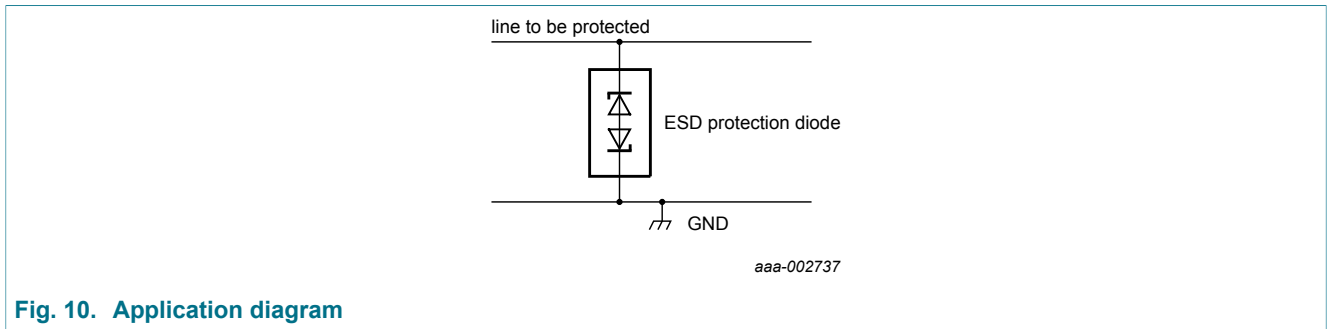 line to be protected
ESD protection diode
GND
aaa-002737
Fig. 10. Application diagram